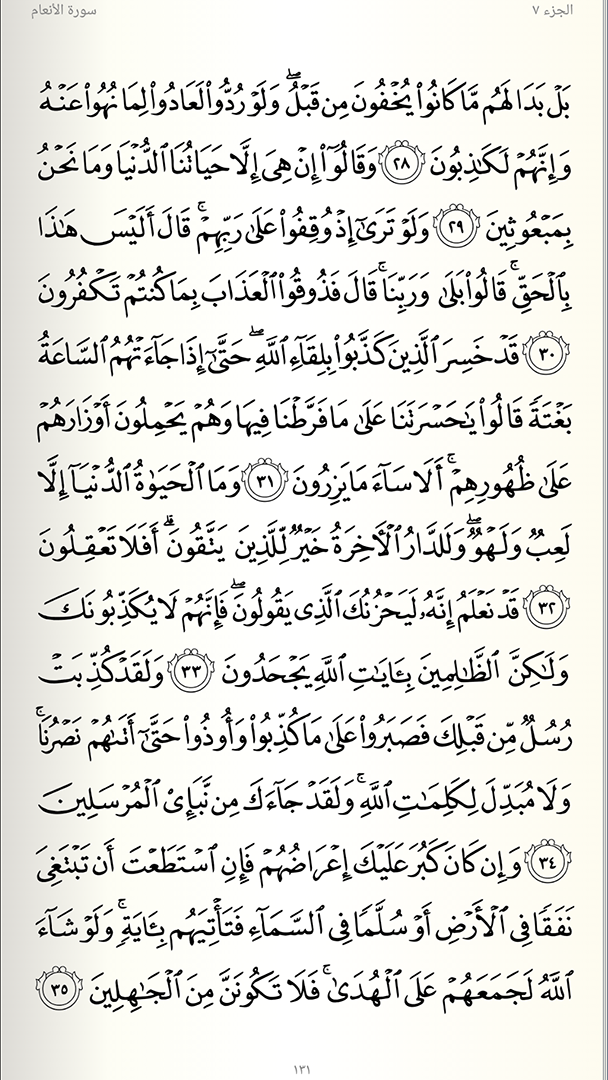 الجزء ٧
سورة الأنعام
بَلۡ بَدَا لَهُم مَّا كَانُواْ يُخۡفُونَ مِن قَبۡلُۖ وَلَوۡ رُدُّواْ لَعَادُواْ لِمَا نُهُواْ عَنۡهُ
وَإِنَّهُمۡ لَكَٰذِبُونَ ٢٨ وَقَالُوٓاْ إِنۡ هِيَ إِلَّا حَيَاتُنَا ٱلدُّنۡيَا وَمَا نَحۡنُ
بِمَبۡعُوثِينَ ٢٩ وَلَوۡ تَرَىٰٓ إِذۡ وُقِفُواْ عَلَىٰ رَبِّهِمۡۚ قَالَ أَلَيۡسَ هَٰذَا
بِٱلۡحَقِّۚ قَالُواْ بَلَىٰ وَرَبِّنَاۚ قَالَ فَذُوقُواْ ٱلۡعَذَابَ بِمَا كُنتُمۡ تَكۡفُرُونَ
٣٠ قَدۡ خَسِرَ ٱلَّذِينَ كَذَّبُواْ بِلِقَآءِ ٱللَّهِۖ حَتَّىٰٓ إِذَا جَآءَتۡهُمُ ٱلسَّاعَةُ
بَغۡتَةٗ قَالُواْ يَٰحَسۡرَتَنَا عَلَىٰ مَا فَرَّطۡنَا فِيهَا وَهُمۡ يَحۡمِلُونَ أَوۡزَارَهُمۡ
عَلَىٰ ظُهُورِهِمۡۚ أَلَا سَآءَ مَا يَزِرُونَ ٣١ وَمَا ٱلۡحَيَوٰةُ ٱلدُّنۡيَآ إِلَّا
لَعِبٞ وَلَهۡوٞۖ وَلَلدَّارُ ٱلۡأٓخِرَةُ خَيۡرٞ لِّلَّذِينَ يَتَّقُونَۚ أَفَلَا تَعۡقِلُونَ
٣٢ قَدۡ نَعۡلَمُ إِنَّهُۥ لَيَحۡزُنُكَ ٱلَّذِي يَقُولُونَۖ فَإِنَّهُمۡ لَا يُكَذِّبُونَكَ
وَلَٰكِنَّ ٱلظَّٰلِمِينَ بِـَٔايَٰتِ ٱللَّهِ يَجۡحَدُونَ ٣٣ وَلَقَدۡ كُذِّبَتۡ
رُسُلٞ مِّن قَبۡلِكَ فَصَبَرُواْ عَلَىٰ مَا كُذِّبُواْ وَأُوذُواْ حَتَّىٰٓ أَتَىٰهُمۡ نَصۡرُنَاۚ
وَلَا مُبَدِّلَ لِكَلِمَٰتِ ٱللَّهِۚ وَلَقَدۡ جَآءَكَ مِن نَّبَإِيْ ٱلۡمُرۡسَلِينَ
٣٤ وَإِن كَانَ كَبُرَ عَلَيۡكَ إِعۡرَاضُهُمۡ فَإِنِ ٱسۡتَطَعۡتَ أَن تَبۡتَغِيَ
نَفَقٗا فِي ٱلۡأَرۡضِ أَوۡ سُلَّمٗا فِي ٱلسَّمَآءِ فَتَأۡتِيَهُم بِـَٔايَةٖۚ وَلَوۡ شَآءَ
ٱللَّهُ لَجَمَعَهُمۡ عَلَى ٱلۡهُدَىٰۚ فَلَا تَكُونَنَّ مِنَ ٱلۡجَٰهِلِينَ ٣٥
١٣١